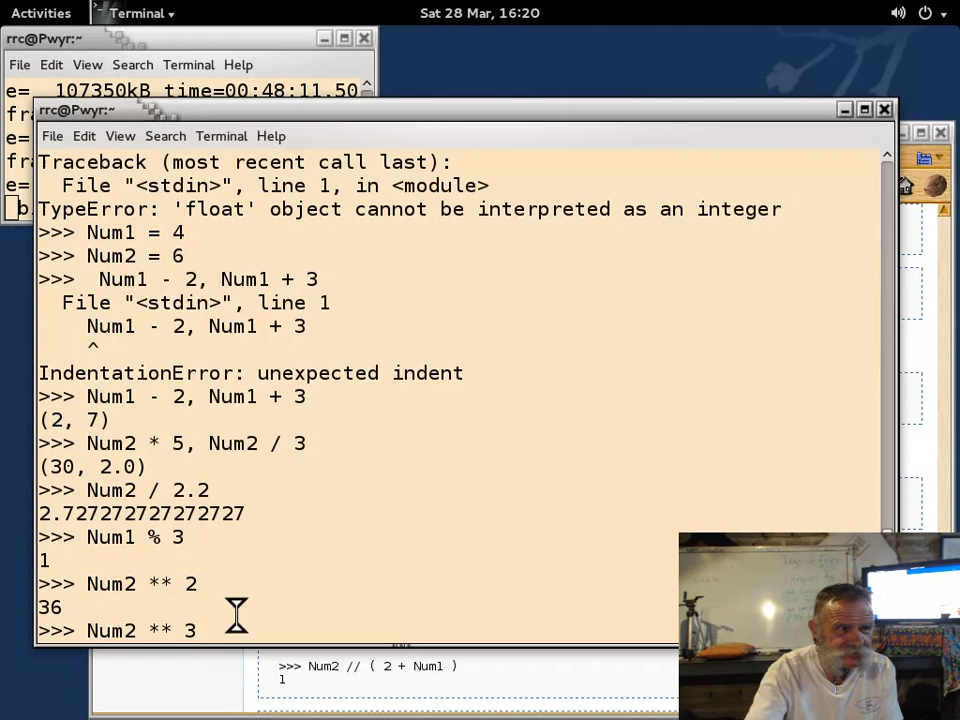 Activities
Terminal
Sat 28 Mar, 16:20
rrc@Pwyr:~
File Edit View Search Terminal Help
e= 107350kB time=00:48:11.50
fr
e=
fr
e=
b
rrc@Pwyr:~
File Edit View Search Terminal Help
Traceback (most recent call last):
  File "<stdin>", line 1, in <module>
TypeError: 'float' object cannot be interpreted as an integer
>>> Num1 = 4
>>> Num2 = 6
>>>  Num1 - 2, Num1 + 3
  File "<stdin>", line 1
    Num1 - 2, Num1 + 3
    ^
IndentationError: unexpected indent
>>> Num1 - 2, Num1 + 3
(2, 7)
>>> Num2 * 5, Num2 / 3
(30, 2.0)
>>> Num2 / 2.2
2.727272727272727
>>> Num1 % 3
1
>>> Num2 ** 2
36
>>> Num2 ** 3
>>> Num2 // ( 2 + Num1 )
1